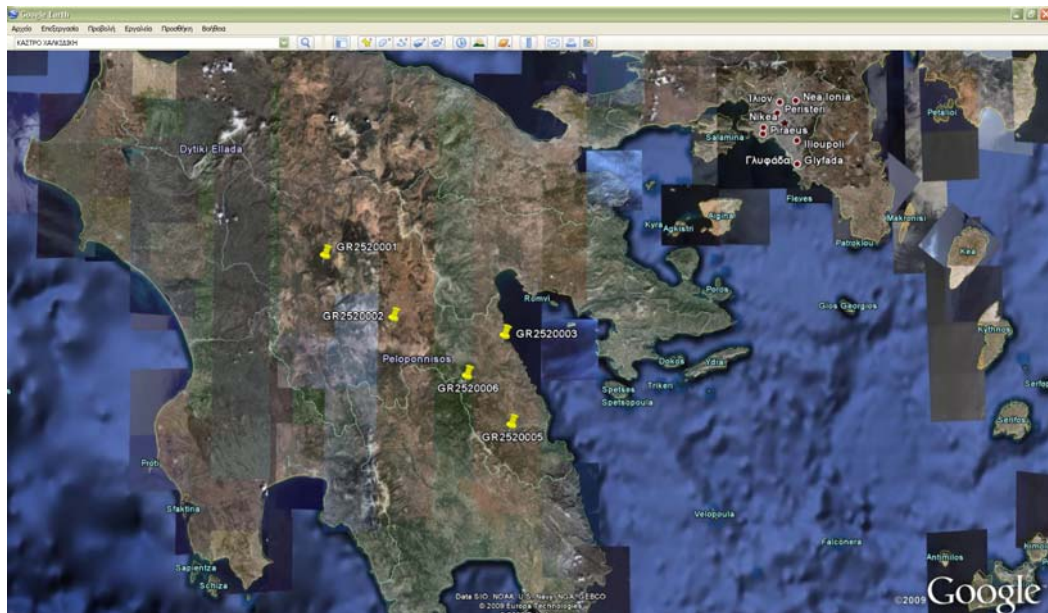 Google Earth
Αρχείο Επεξεργασία Προβολή Εργαλεία Προσθήκη Βοήθεια
ΚΑΣΤΡΟ ΧΑΛΚΙΔΙΚΗ
Ίλιον Nea Ionia
Peristeri
Petalioi
Nikea
Piraeus
Salamina
Ilioupoli
Dytiki Ellada
Γλυφάδα Glyfada
Fleves
Aigina
Makronisi
Kyra
Agkistri
Patroklou
GR2520001
Kea
Poros
Romvi
Gios Georgios
GR2520002
GR2520003
Kythnos
Peloponnisos
Dokos
Ydra
GR2520006
Trikeri
Spetses
Spetsopoula
Serifos
GR2520005
Proti
Sfaktiria
Velopoula
Falconera
Antimilos
Sapientza
Schiza
Data SIO, NOAA, U.S. Navy, NGA, GEBCO
© 2009 Europa Technologies
©2009 Google